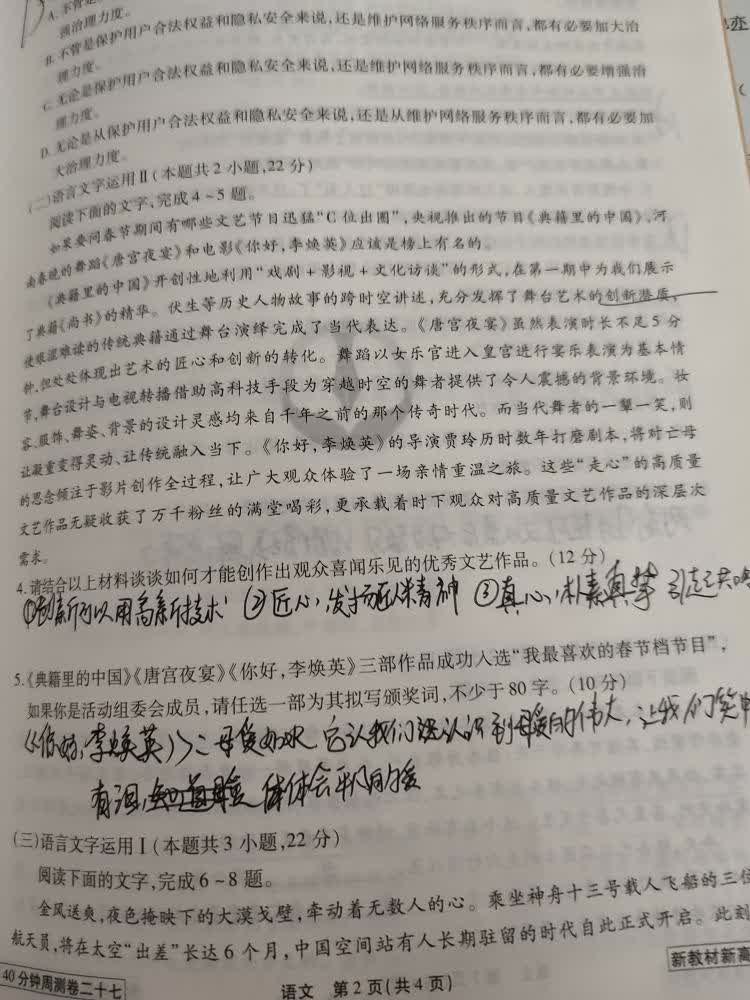 A. 不管是
强治理力度。
B. 不管是保护用户合法权益和隐私安全来说,还是维护网络服务秩序而言,都有必要加大治
理力度。
C. 无论是保护用户合法权益和隐私安全来说,还是维护网络服务秩序而言,都有必要增强治
理力度。
D. 无论是从保护用户合法权益和隐私安全来说,还是从维护网络服务秩序而言,都有必要加
大治理力度。
(二)语言文字运用Ⅱ(本题共2小题,22分)
阅读下面的文字,完成4~5题。
如果要问春节期间有哪些文艺节目迅猛“C位出圈”,央视推出的节目《典籍里的中国》,河
南春晚的舞蹈《唐宫夜宴》和电影《你好,李焕英》应该是榜上有名的。
《典籍里的中国》开创性地利用“戏剧+影视+文化访谈”的形式,在第一期中为我们展示
了典籍《尚书》的精华。伏生等历史人物故事的跨时空讲述,充分发挥了舞台艺术的创新潜质,
使艰涩难读的传统典籍通过舞台演绎完成了当代表达。《唐宫夜宴》虽然表演时长不足5分
钟,但处处体现出艺术的匠心和创新的转化。舞蹈以女乐官进入皇宫进行宴乐表演为基本情
节,舞台设计与电视转播借助高科技手段为穿越时空的舞者提供了令人震撼的背景环境。妆
容、服饰、舞姿、背景的设计灵感均来自千年之前的那个传奇时代。而当代舞者的一颦一笑,则
让凝重变得灵动、让传统融入当下。《你好,李焕英》的导演贾玲历时数年打磨剧本,将对亡母
的思念倾注于影片创作全过程,让广大观众体验了一场亲情重温之旅。这些“走心”的高质量
文艺作品无疑收获了万千粉丝的满堂喝彩,更承载着时下观众对高质量文艺作品的深层次
需求。
4. 请结合以上材料谈谈如何才能创作出观众喜闻乐见的优秀文艺作品。(12分)
①创新可以用高新技术 ②匠心,发扬匠人精神 ③真心,朴素真挚 引起共鸣
5.《典籍里的中国》《唐宫夜宴》《你好,李焕英》三部作品成功入选“我最喜欢的春节档节目”,
如果你是活动组委会成员,请任选一部为其拟写颁奖词,不少于80字。(10分)
《你好,李焕英》:母爱如水 它让我们认识到母爱的伟大,让我们笑中
有泪, 体会平凡的爱
(三)语言文字运用Ⅰ(本题共3小题,22分)
阅读下面的文字,完成6~8题。
金风送爽,夜色掩映下的大漠戈壁,牵动着无数人的心。乘坐神舟十三号载人飞船的三位
航天员,将在太空“出差”长达6个月,中国空间站有人长期驻留的时代自此正式开启。此刻
40分钟周测卷二十七
语文 第2页(共4页)
新教材新高